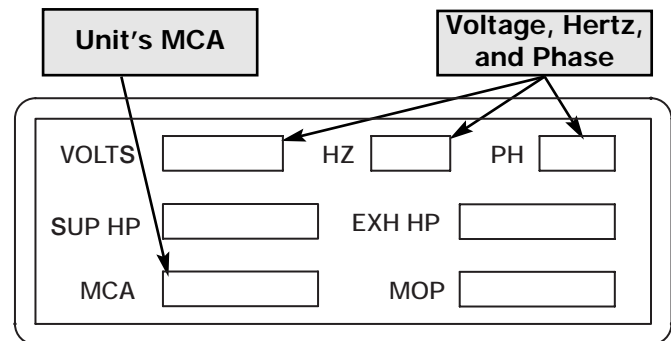 Unit's MCA
Voltage, Hertz,
and Phase
VOLTS HZ PH
SUP HP EXH HP
MCA MOP